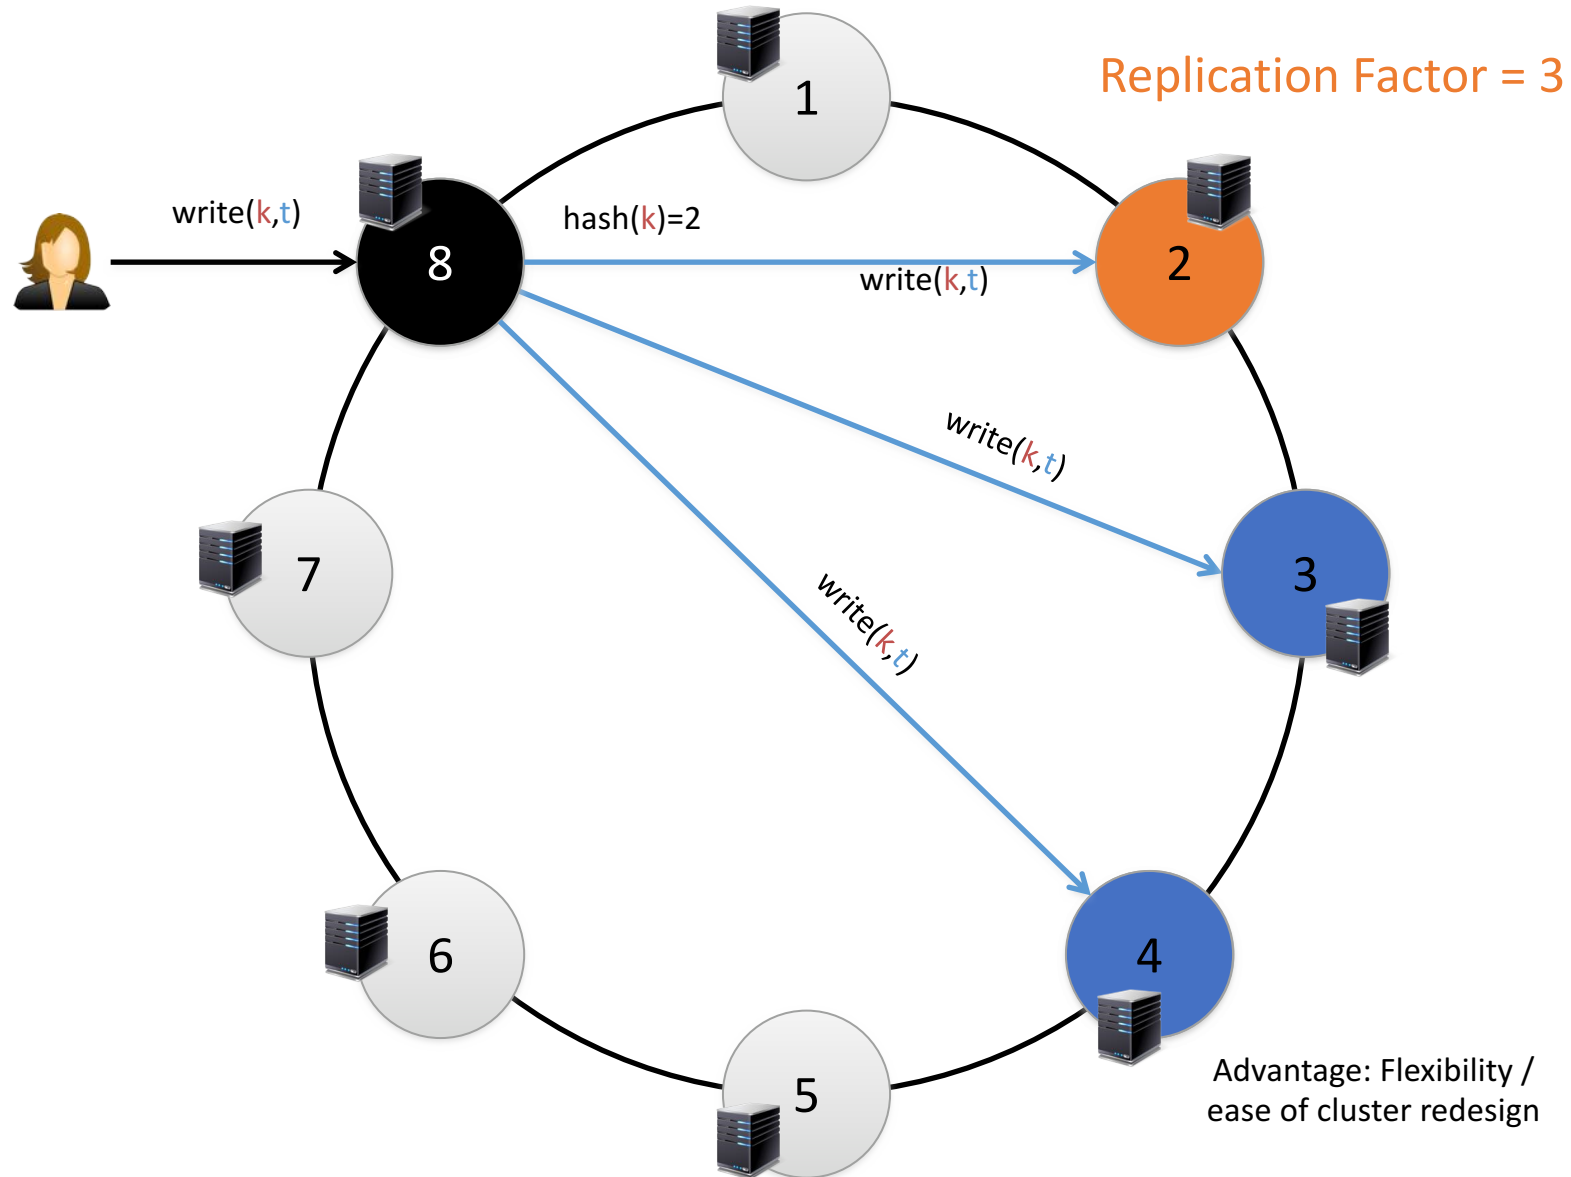 1
Replication Factor = 3
write(k,t)
hash(k)=2
8
2
write(k,t)
write(k,t)
7
3
write(k,t)
6
4
5
Advantage: Flexibility /
ease of cluster redesign